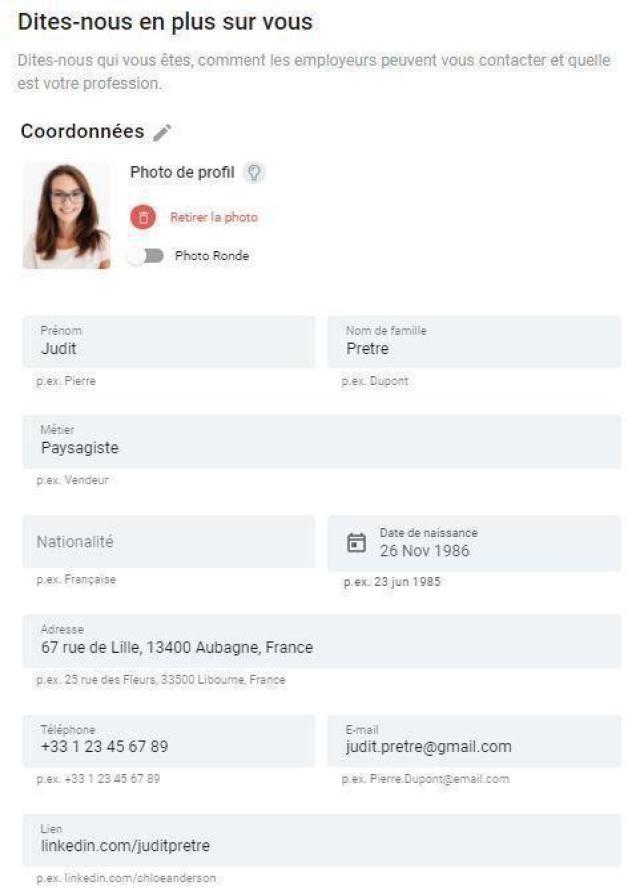 Dites-nous en plus sur vous
Dites-nous qui vous êtes, comment les employeurs peuvent vous contacter et quelle
est votre profession.
Coordonnées
Photo de profil
Retirer la photo
Photo Ronde
Prénom
Judit
p.ex. Pierre
Nom de famille
Pretre
p.ex. Dupont
Métier
Paysagiste
p.ex. Vendeur
Nationalité
p.ex. Française
Date de naissance
26 Nov 1986
p.ex. 23 jun 1985
Adresse
67 rue de Lille, 13400 Aubagne, France
p.ex. 25 rue des Fleurs, 33500 Libourne, France
Téléphone
+33 1 23 45 67 89
p.ex. +33 1 23 45 67 89
E-mail
judit.pretre@gmail.com
p.ex. Pierre.Dupont@email.com
Lien
linkedin.com/juditpretre
p.ex. linkedin.com/chloeanderson